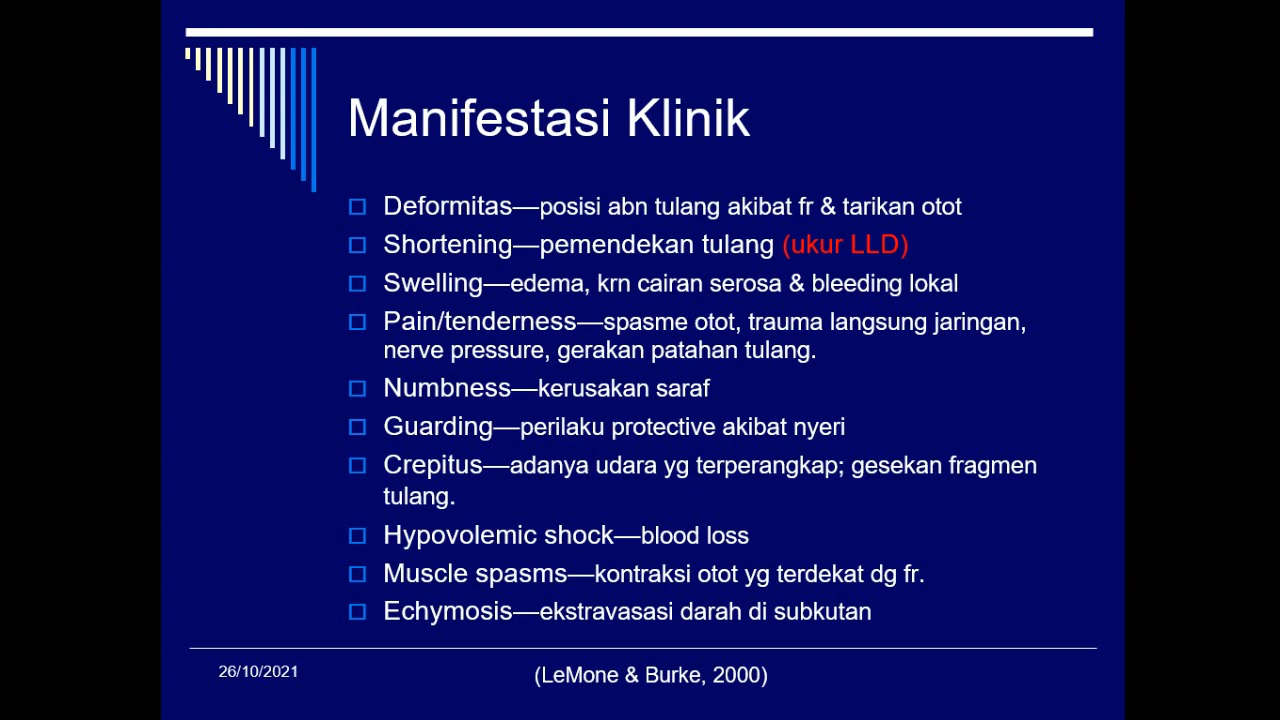 Manifestasi Klinik
Deformitas—posisi abn tulang akibat fr & tarikan otot
Shortening—pemendekan tulang (ukur LLD)
Swelling—edema, krn cairan serosa & bleeding lokal
Pain/tenderness—spasme otot, trauma langsung jaringan,
nerve pressure, gerakan patahan tulang.
Numbness—kerusakan saraf
Guarding—perilaku protective akibat nyeri
Crepitus—adanya udara yg terperangkap; gesekan fragmen
tulang.
Hypovolemic shock—blood loss
Muscle spasms—kontraksi otot yg terdekat dg fr.
Echymosis—ekstravasasi darah di subkutan
26/10/2021
(LeMone & Burke, 2000)